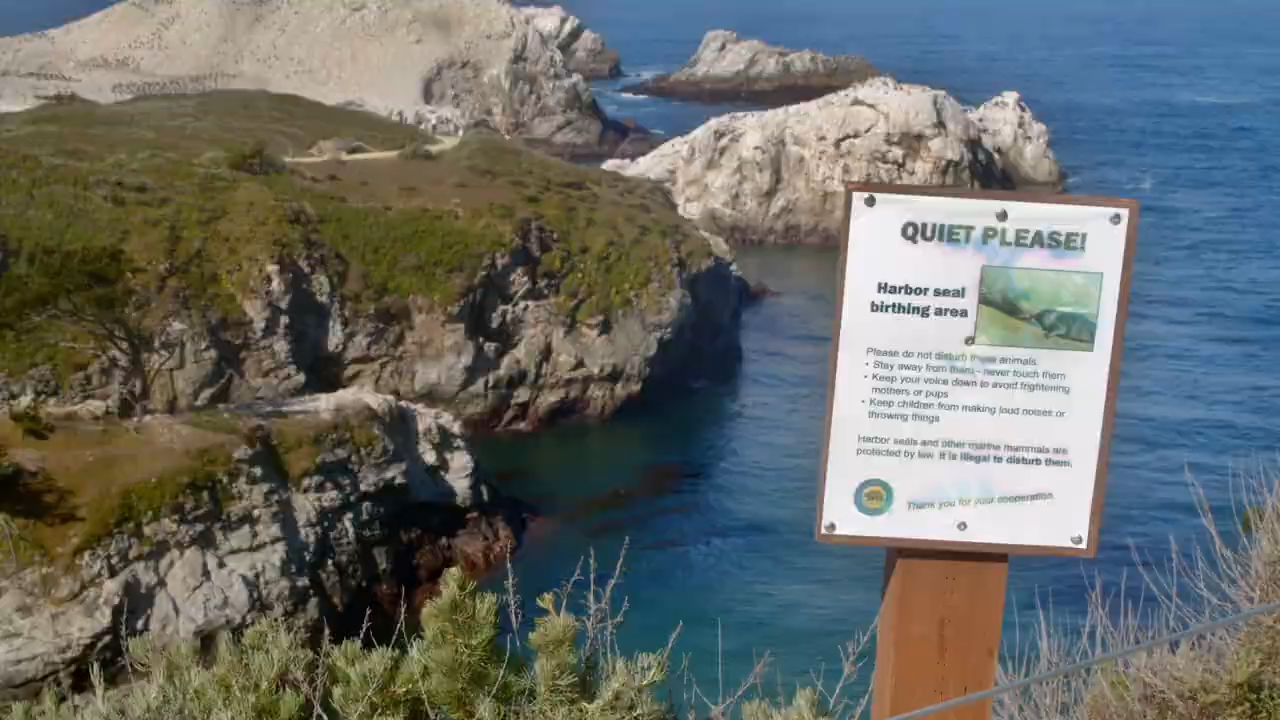 QUIET PLEASE!
Harbor seal
birthing area
Please do not disturb these animals.
• Stay away from them - never touch them
• Keep your voice down to avoid frightening
mothers or pups
• Keep children from making loud noises or
throwing things
Harbor seals and other marine mammals are
protected by law. It is illegal to disturb them.
Thank you for your cooperation.